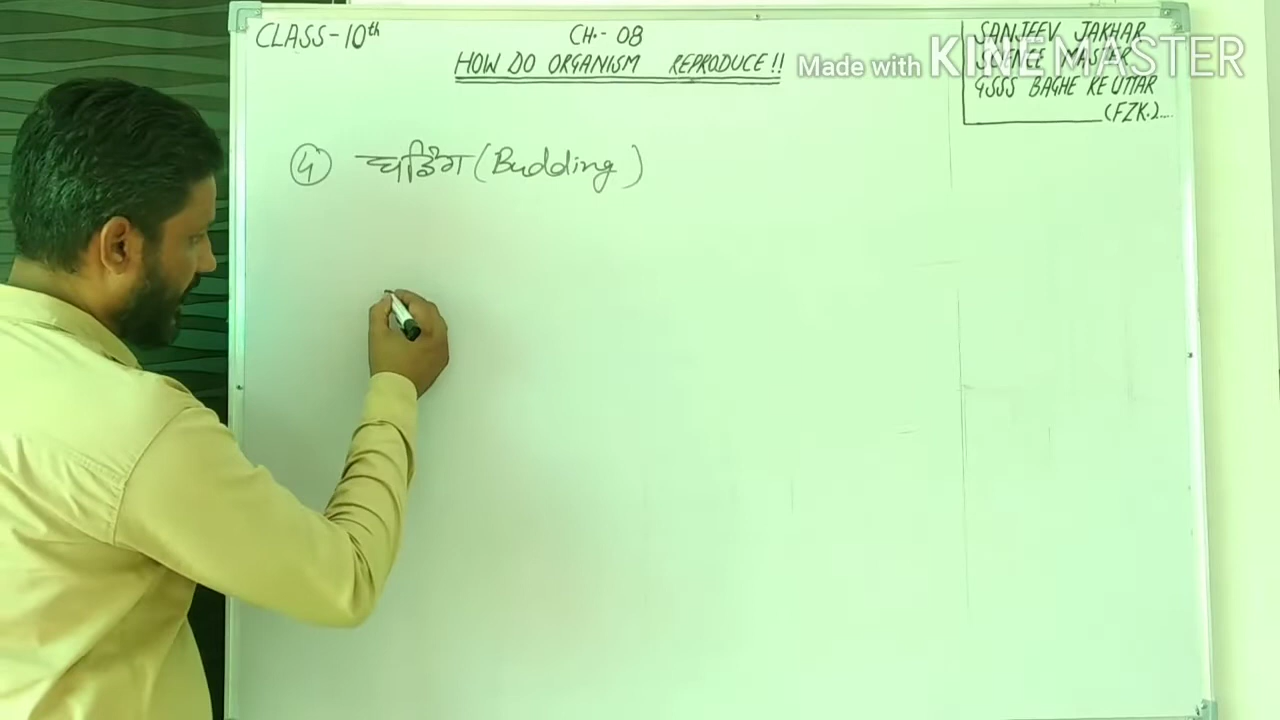 CLASS-10th
CH.- 08
HOW DO ORGANISM REPRODUCE!!
Made with KINEMASTER
SANJEEV JAKHAR
SCIENCE MASTER
GSSS BAGHE KE UTTAR
(FZK.)....
4 ਬਡਿੰਗ (Budding)